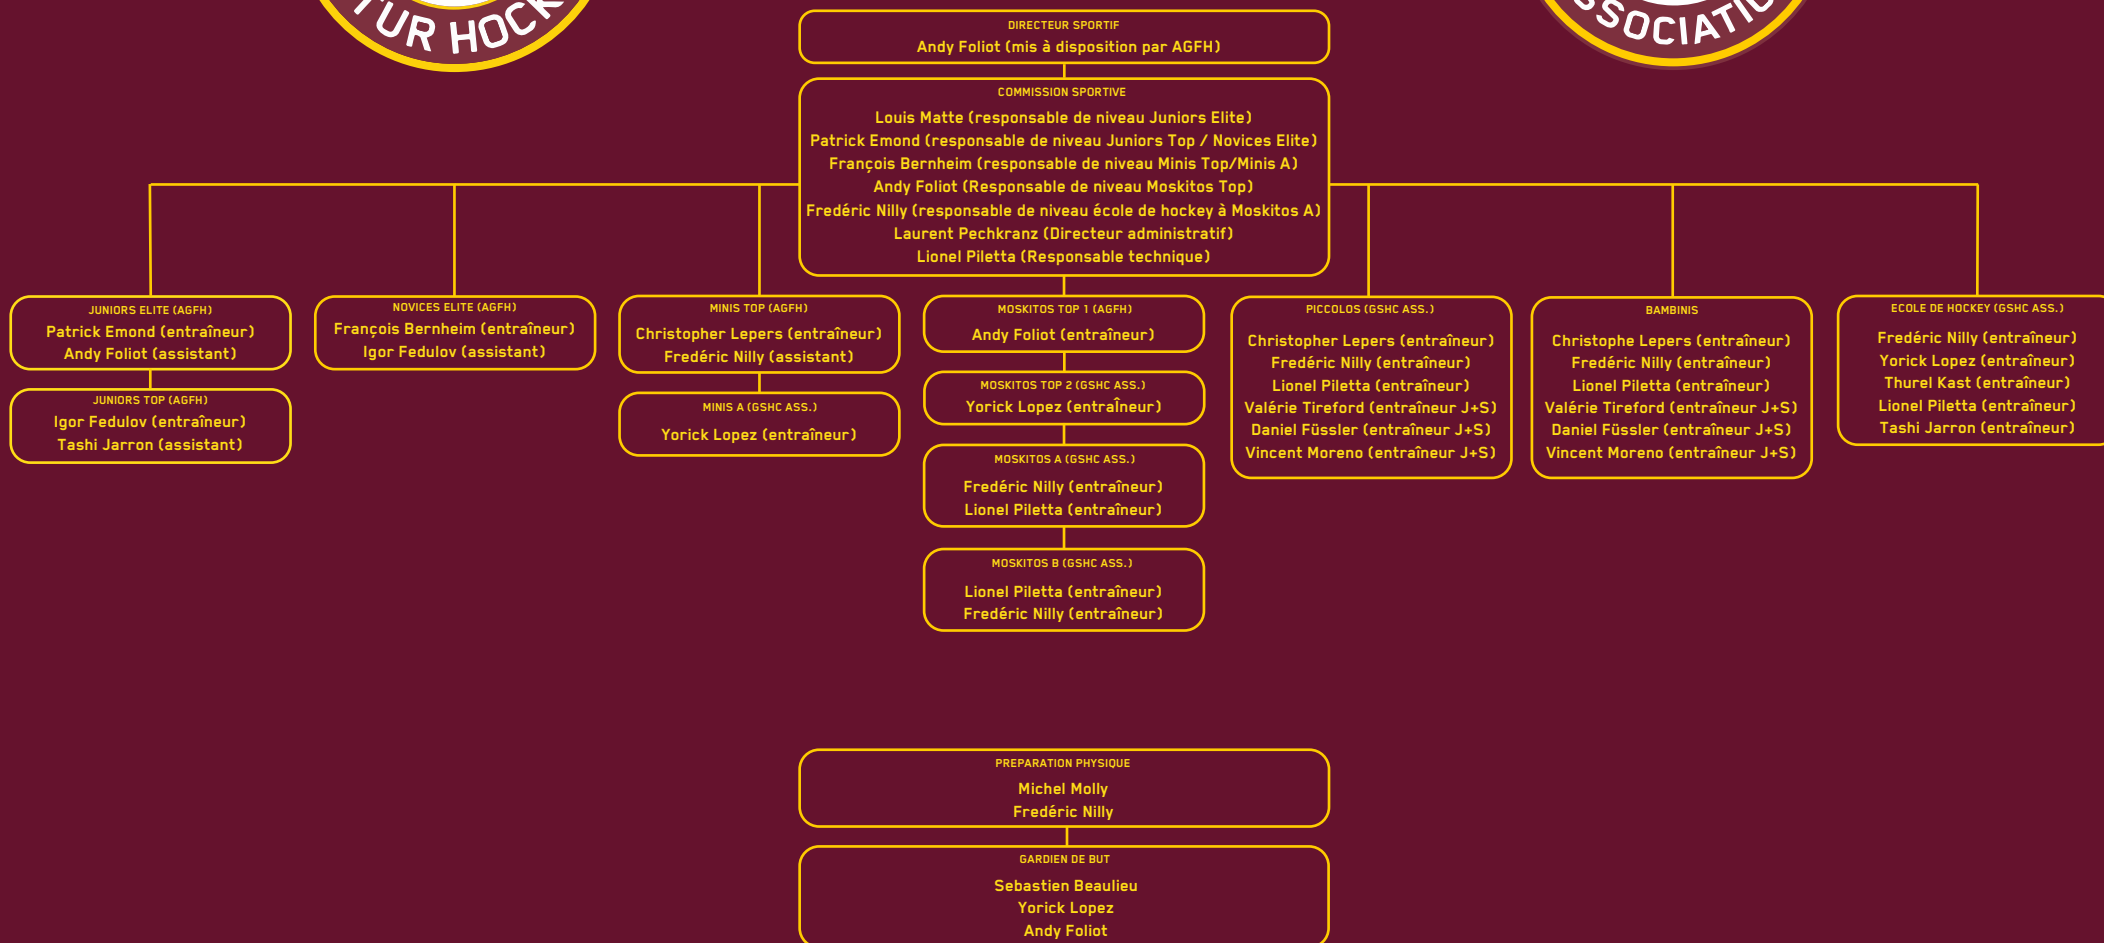 TUR HOCK
SSOCIATIO
DIRECTEUR SPORTIF
Andy Foliot (mis à disposition par AGFH)
COMMISSION SPORTIVE
Louis Matte (responsable de niveau Juniors Elite)
Patrick Emond (responsable de niveau Juniors Top / Novices Elite)
François Bernheim (responsable de niveau Minis Top/Minis A)
Andy Foliot (Responsable de niveau Moskitos Top)
Fredéric Nilly (responsable de niveau école de hockey à Moskitos A)
Laurent Pechkranz (Directeur administratif)
Lionel Piletta (Responsable technique)
JUNIORS ELITE (AGFH)
Patrick Emond (entraîneur)
Andy Foliot (assistant)
JUNIORS TOP (AGFH)
Igor Fedulov (entraîneur)
Tashi Jarron (assistant)
NOVICES ELITE (AGFH)
François Bernheim (entraîneur)
Igor Fedulov (assistant)
MINIS TOP (AGFH)
Christopher Lepers (entraîneur)
Fredéric Nilly (assistant)
MINIS A (GSHC ASS.)
Yorick Lopez (entraîneur)
MOSKITOS TOP 1 (AGFH)
Andy Foliot (entraîneur)
MOSKITOS TOP 2 (GSHC ASS.)
Yorick Lopez (entraÎneur)
MOSKITOS A (GSHC ASS.)
Fredéric Nilly (entraîneur)
Lionel Piletta (entraîneur)
MOSKITOS B (GSHC ASS.)
Lionel Piletta (entraîneur)
Fredéric Nilly (entraîneur)
PICCOLOS (GSHC ASS.)
Christopher Lepers (entraîneur)
Fredéric Nilly (entraîneur)
Lionel Piletta (entraîneur)
Valérie Tireford (entraîneur J+S)
Daniel Füssler (entraîneur J+S)
Vincent Moreno (entraîneur J+S)
BAMBINIS
Christophe Lepers (entraîneur)
Fredéric Nilly (entraîneur)
Lionel Piletta (entraîneur)
Valérie Tireford (entraîneur J+S)
Daniel Füssler (entraîneur J+S)
Vincent Moreno (entraîneur J+S)
ECOLE DE HOCKEY (GSHC ASS.)
Fredéric Nilly (entraîneur)
Yorick Lopez (entraîneur)
Thurel Kast (entraîneur)
Lionel Piletta (entraîneur)
Tashi Jarron (entraîneur)
PREPARATION PHYSIQUE
Michel Molly
Fredéric Nilly
GARDIEN DE BUT
Sebastien Beaulieu
Yorick Lopez
Andy Foliot